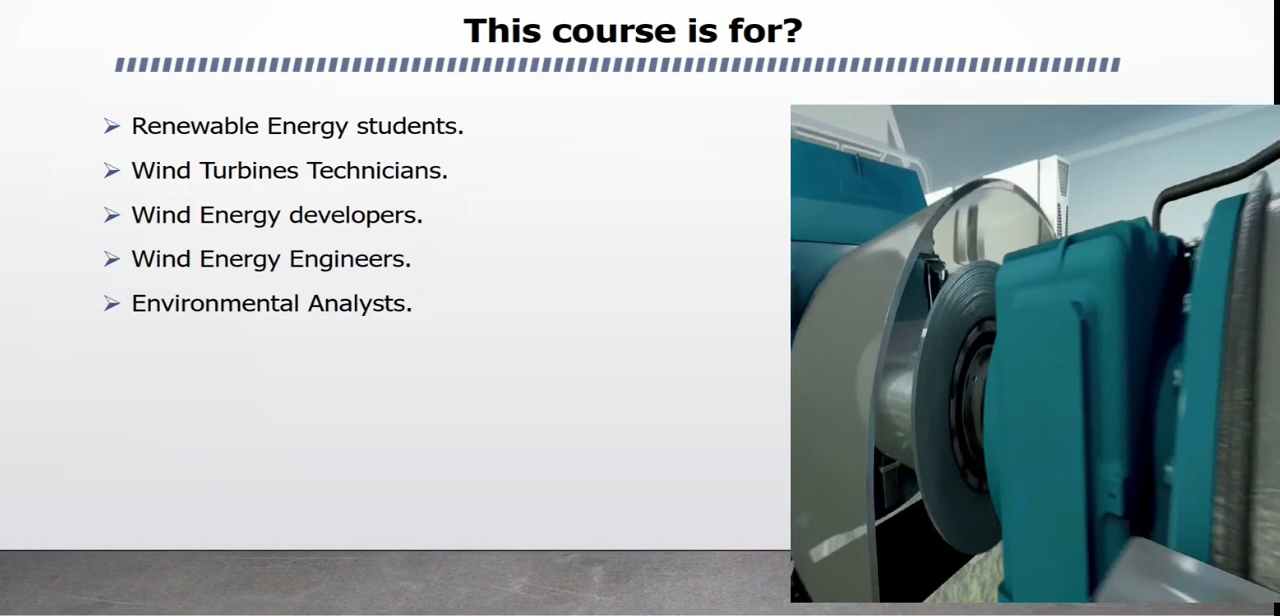 This course is for?
Renewable Energy students.
Wind Turbines Technicians.
Wind Energy developers.
Wind Energy Engineers.
Environmental Analysts.